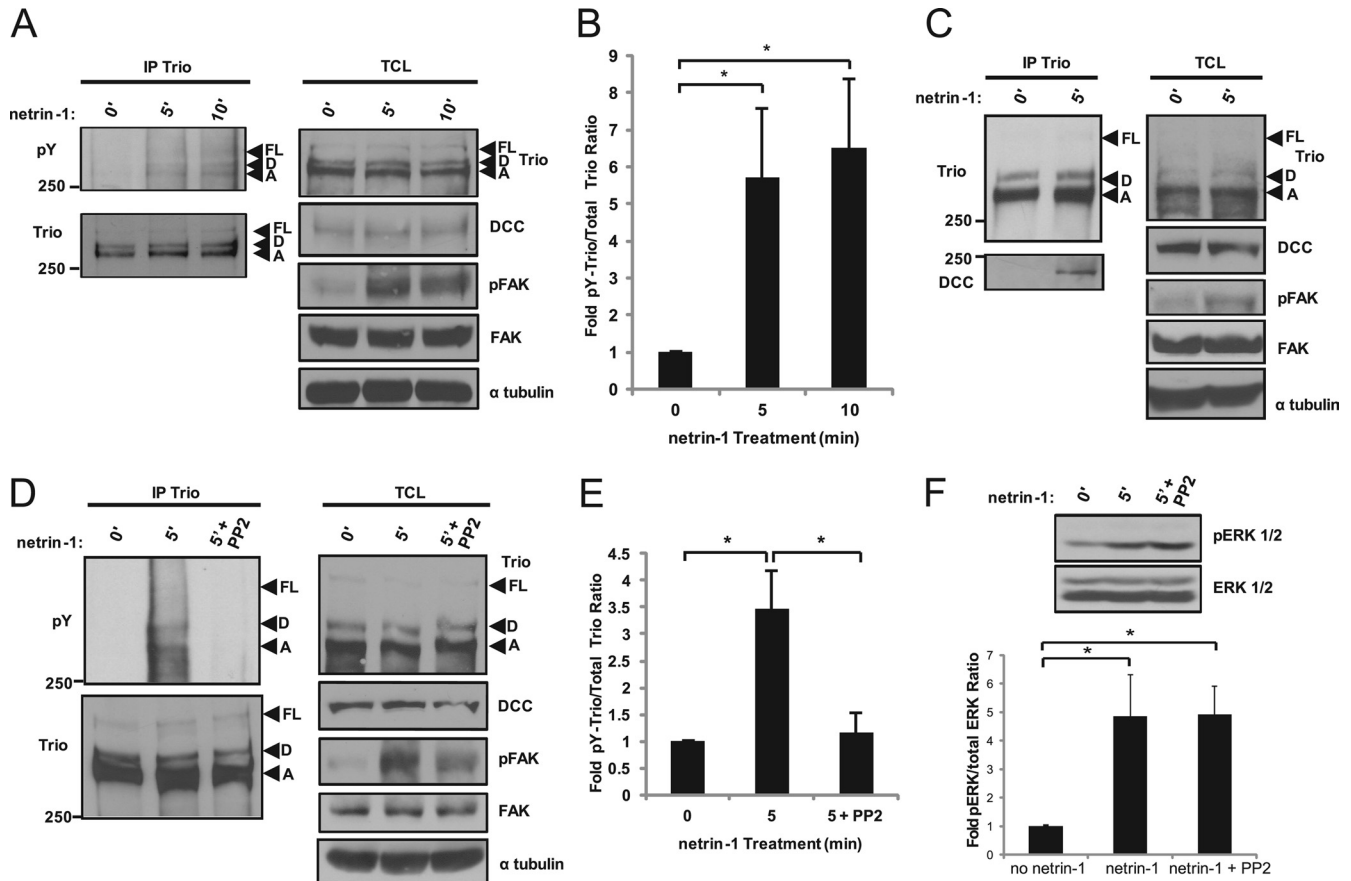 A
IP Trio
TCL
netrin-1: 0' 5' 10'
0' 5' 10'
pY
FL
D
A
250
Trio
FL
D
A
250
FL
D Trio
A
DCC
pFAK
FAK
α tubulin
B
Fold pY-Trio/Total Trio Ratio
9
8
7
6
5
4
3
2
1
0
*
*
0 5 10
netrin-1 Treatment (min)
C
IP Trio
TCL
netrin-1: 0' 5'
0' 5'
FL
Trio
D
A
250
250
DCC
FL
Trio
D
A
DCC
pFAK
FAK
α tubulin
D
IP Trio
TCL
netrin-1: 0' 5' 5'+ PP2
0' 5' 5'+ PP2
pY
FL
D
A
250
Trio
FL
D
A
250
Trio
FL
D
A
DCC
pFAK
FAK
α tubulin
E
Fold pY-Trio/Total Trio Ratio
4.5
4
3.5
3
2.5
2
1.5
1
0.5
0
* *
0 5 5 + PP2
netrin-1 Treatment (min)
F
netrin-1: 0' 5' 5'+ PP2
pERK 1/2
ERK 1/2
Fold pERK/total ERK Ratio
7
6
5
4
3
2
1
0
*
*
no netrin-1 netrin-1 netrin-1 + PP2